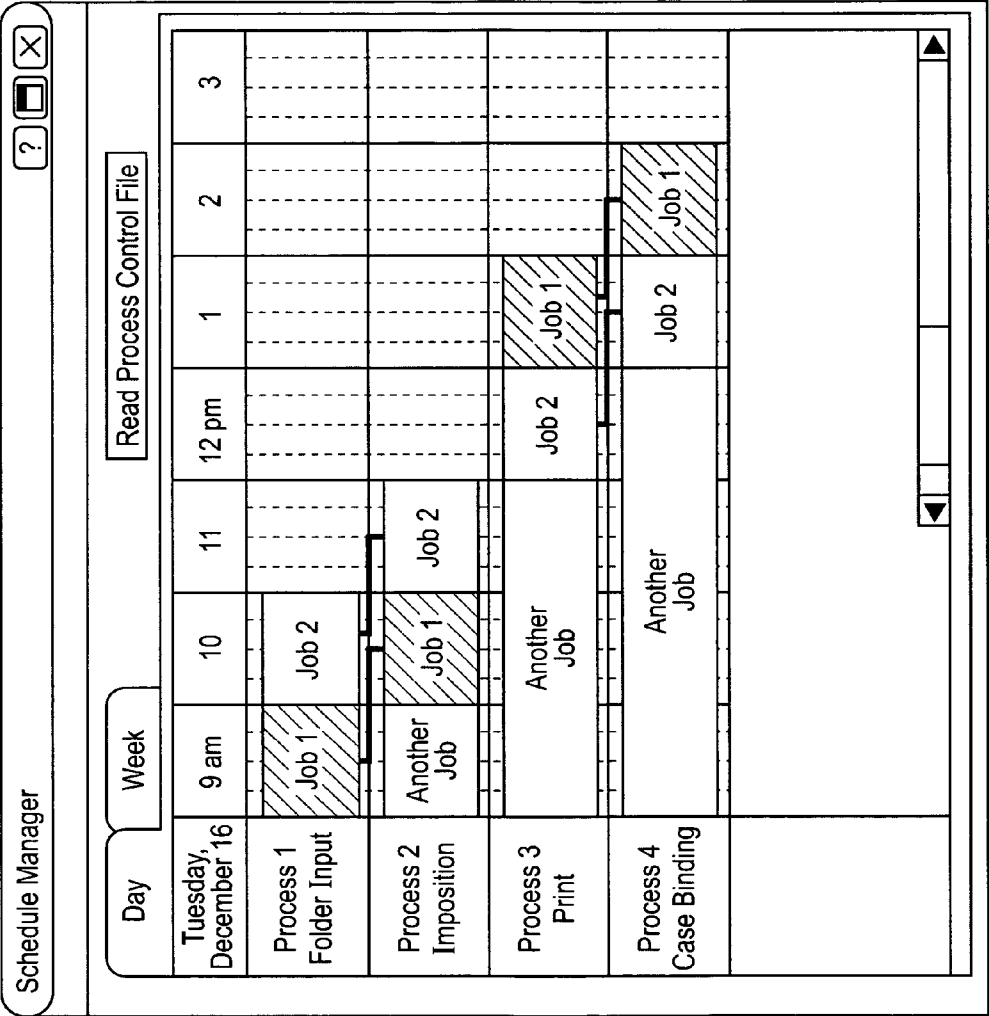 Schedule Manager
?
Day
Week
Read Process Control File
Tuesday,
December 16
9 am
10
11
12 pm
1
2
3
Process 1
Folder Input
Job 1
Job 2
Process 2
Imposition
Another
Job
Job 1
Job 2
Process 3
Print
Another
Job
Job 2
Job 1
Process 4
Case Binding
Another
Job
Job 2
Job 1